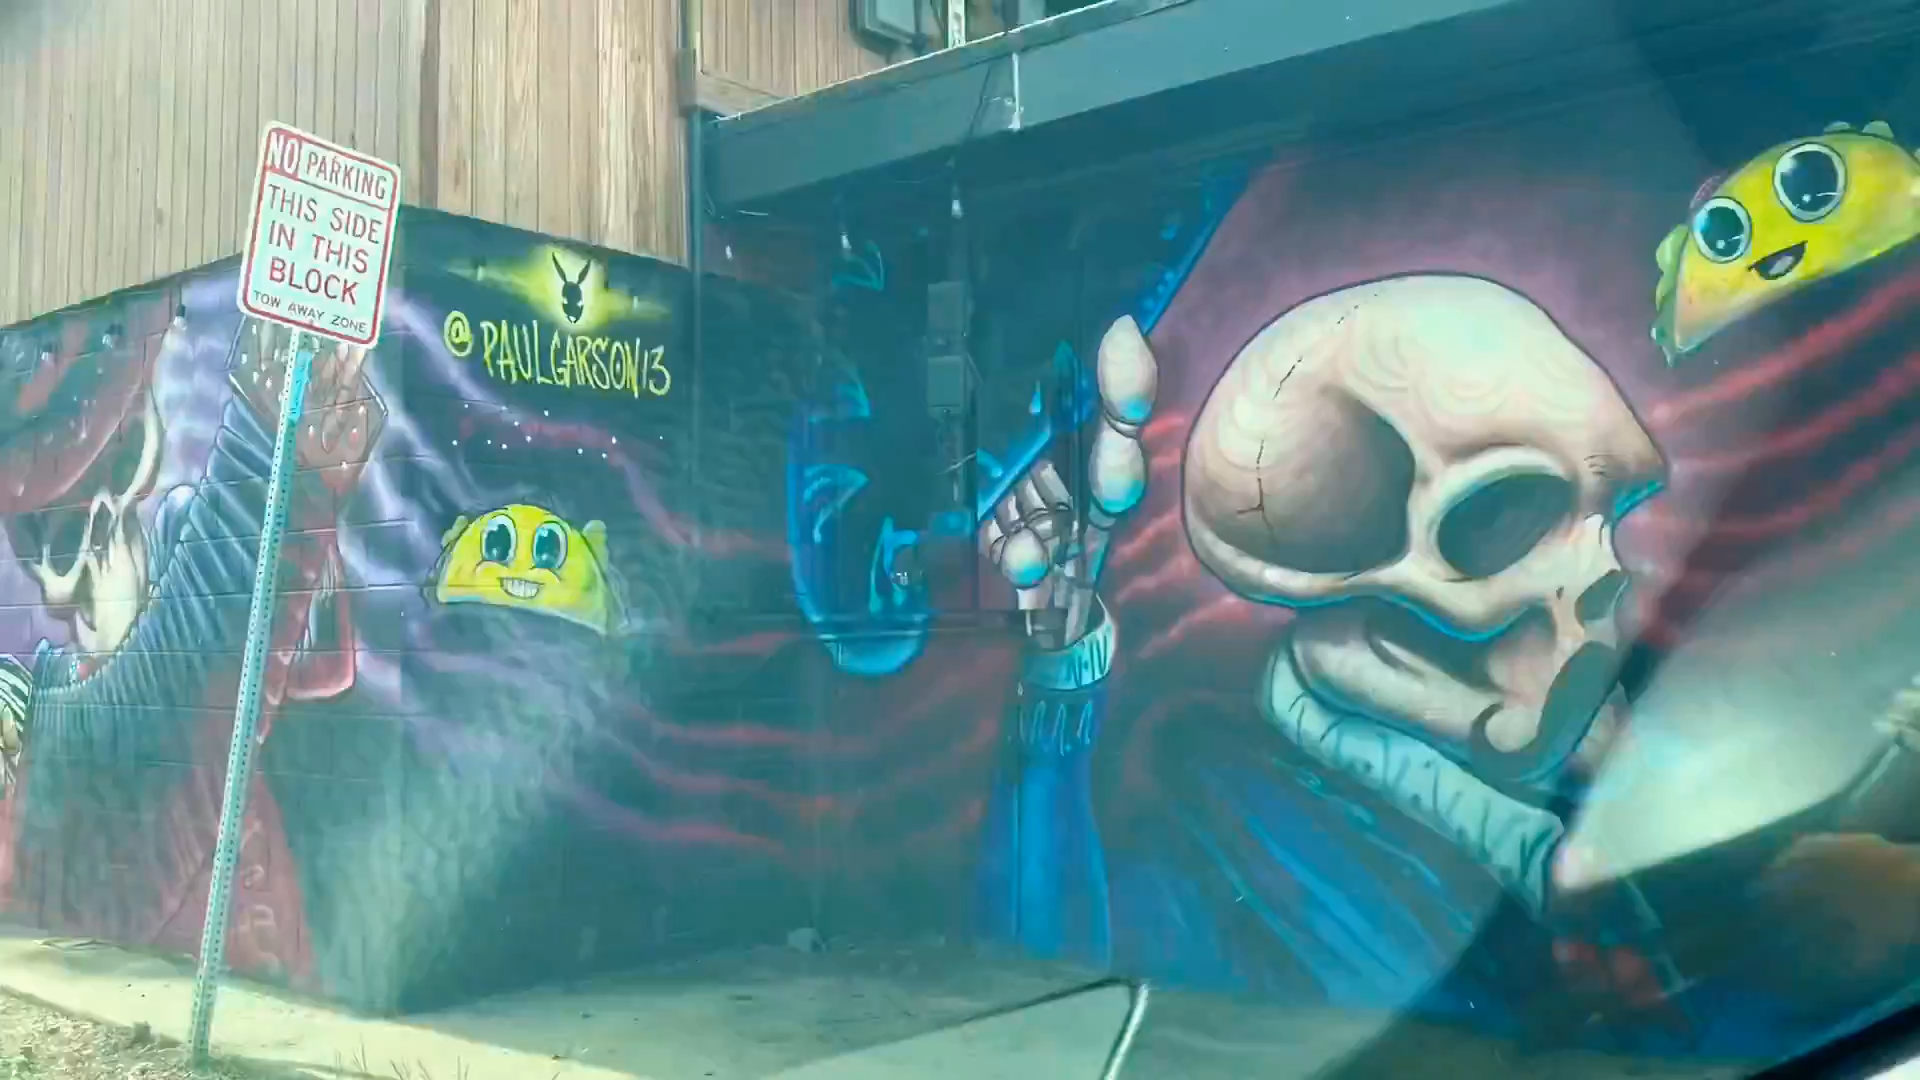 NO PARKING
THIS SIDE
IN THIS
BLOCK
TOW AWAY ZONE
@PAULGARSON13